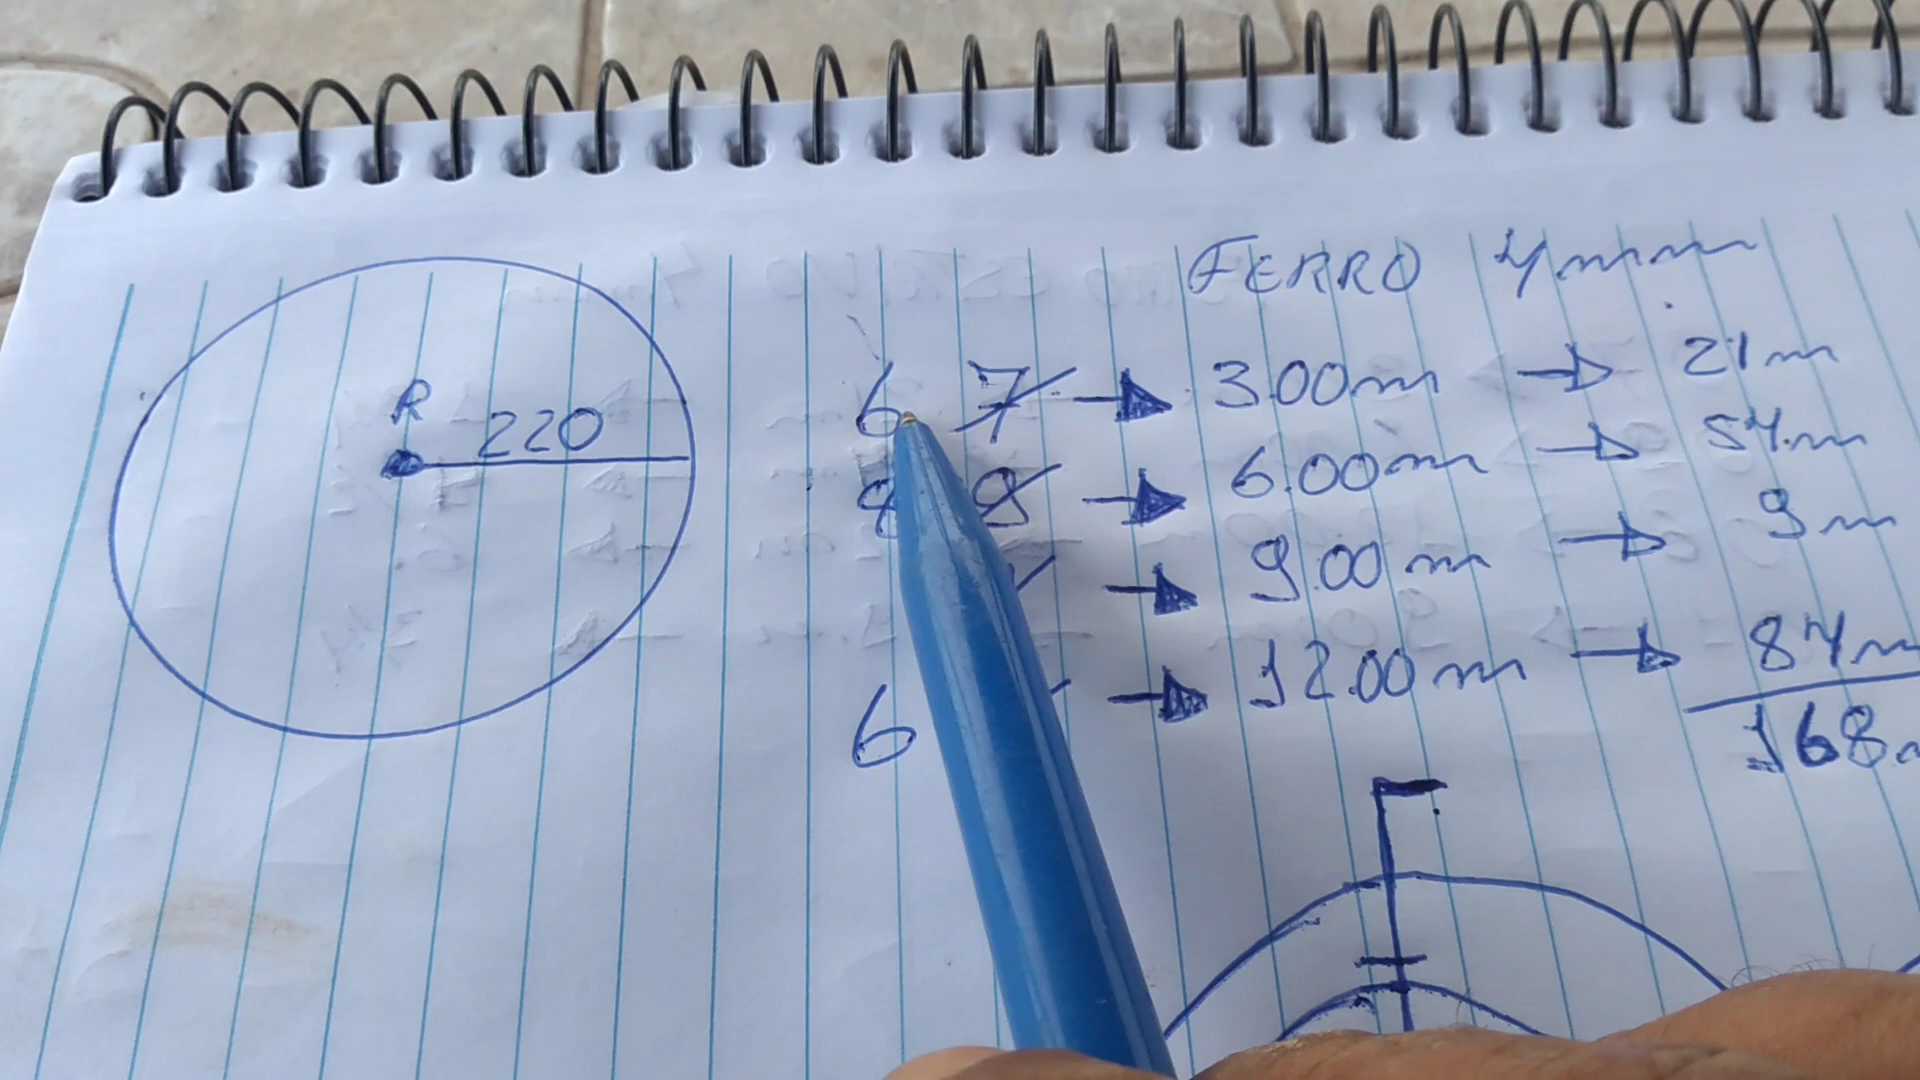 FERRO 4mm
R
220
6 7 → 3.00m → 21m
8 9 → 6.00m → 54m
→ 9.00m → 9m
6 → 12.00m → 84m
168